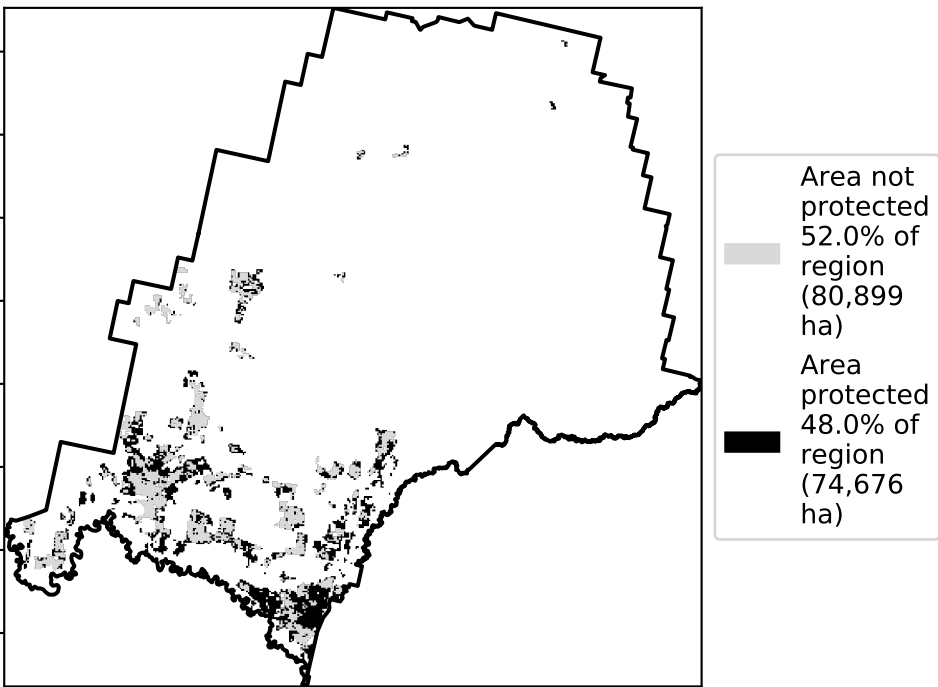 Area not
protected
52.0% of
region
(80,899
ha)
Area
protected
48.0% of
region
(74,676
ha)